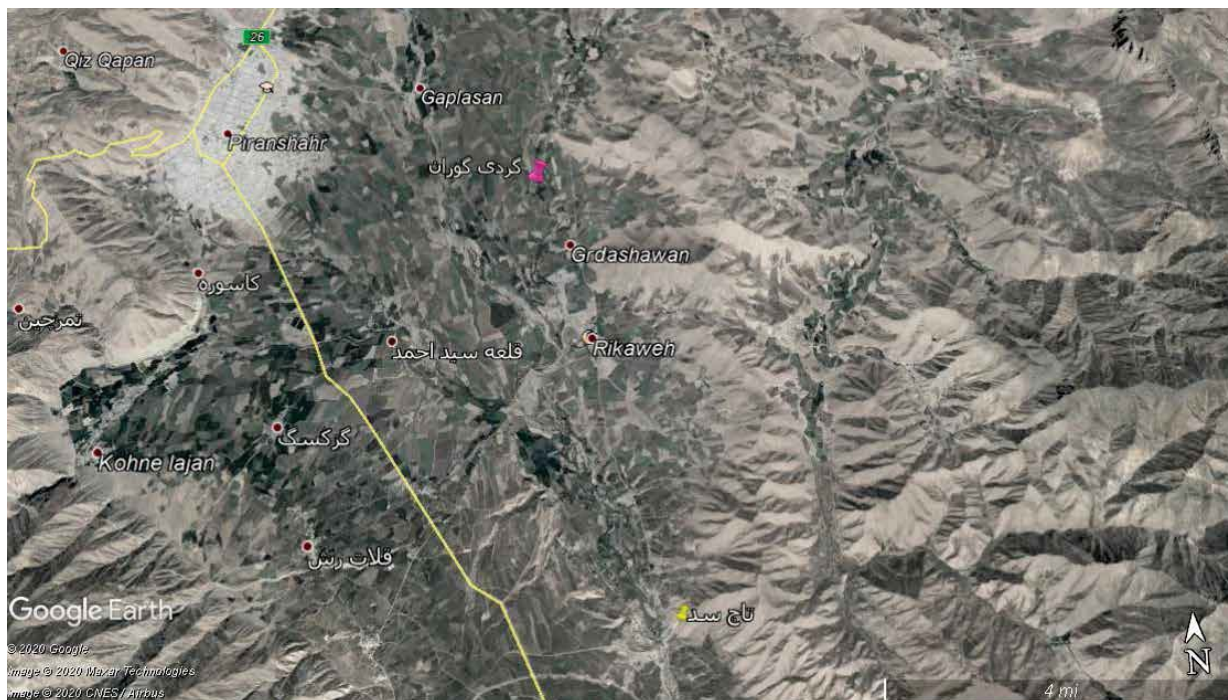 26
Qiz Qapan
Gaplasan
Piranshahr
گردی گوران
Grdashawan
کاسوره
تمرچین
قلعه سید احمد
Rikaweh
گرکسگ
Kohne lajan
قلات رش
تاج سد
Google Earth
© 2020 Google
Image © 2020 Maxar Technologies
Image © 2020 CNES / Airbus
N
4 mi